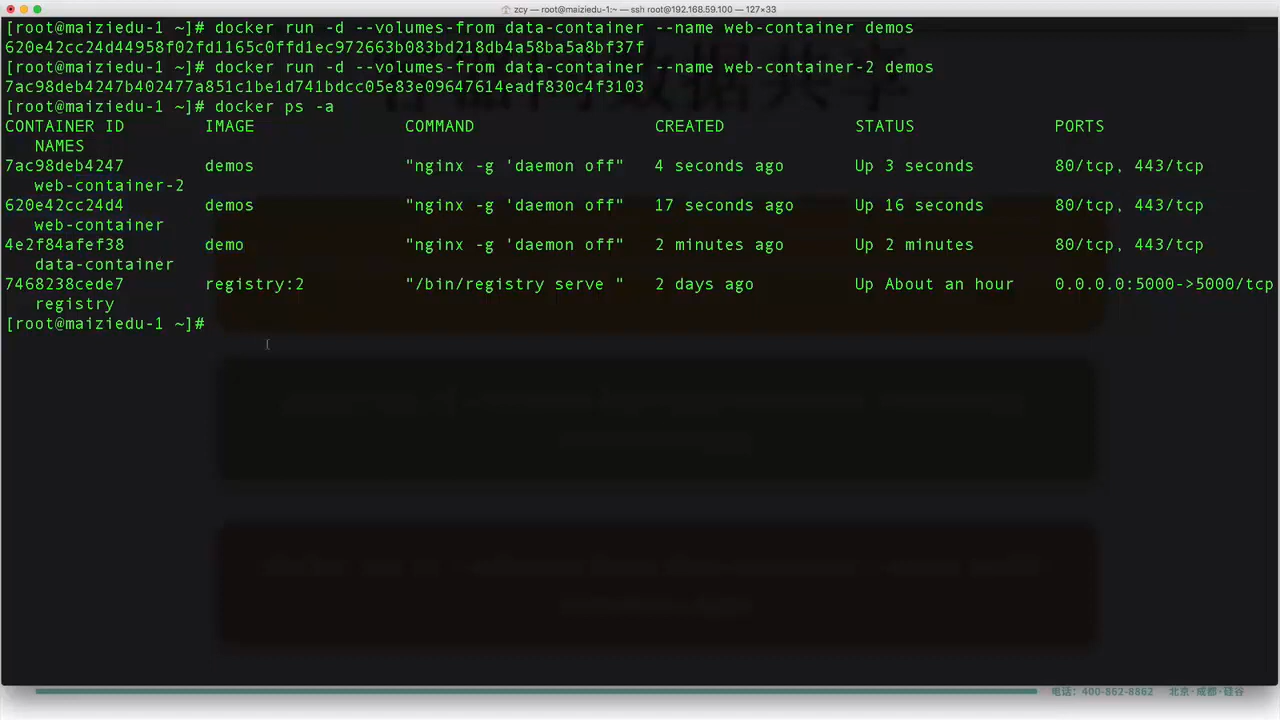 zcy — root@maiziedu-1:~ — ssh root@192.168.59.100 — 127×33
[root@maiziedu-1 ~]# docker run -d --volumes-from data-container --name web-container demos
620e42cc24d44958f02fd1165c0ffd1ec972663b083bd218db4a58ba5a8bf37f
[root@maiziedu-1 ~]# docker run -d --volumes-from data-container --name web-container-2 demos
7ac98deb4247b402477a851c1be1d741bdcc05e83e09647614eadf830c4f3103
[root@maiziedu-1 ~]# docker ps -a
CONTAINER ID IMAGE COMMAND CREATED STATUS PORTS
NAMES
7ac98deb4247 demos "nginx -g 'daemon off" 4 seconds ago Up 3 seconds 80/tcp, 443/tcp
web-container-2
620e42cc24d4 demos "nginx -g 'daemon off" 17 seconds ago Up 16 seconds 80/tcp, 443/tcp
web-container
4e2f84afef38 demo "nginx -g 'daemon off" 2 minutes ago Up 2 minutes 80/tcp, 443/tcp
data-container
7468238cede7 registry:2 "/bin/registry serve " 2 days ago Up About an hour 0.0.0.0:5000->5000/tcp
registry
[root@maiziedu-1 ~]#
容器间数据共享
电话：400-862-8862 北京·成都·硅谷